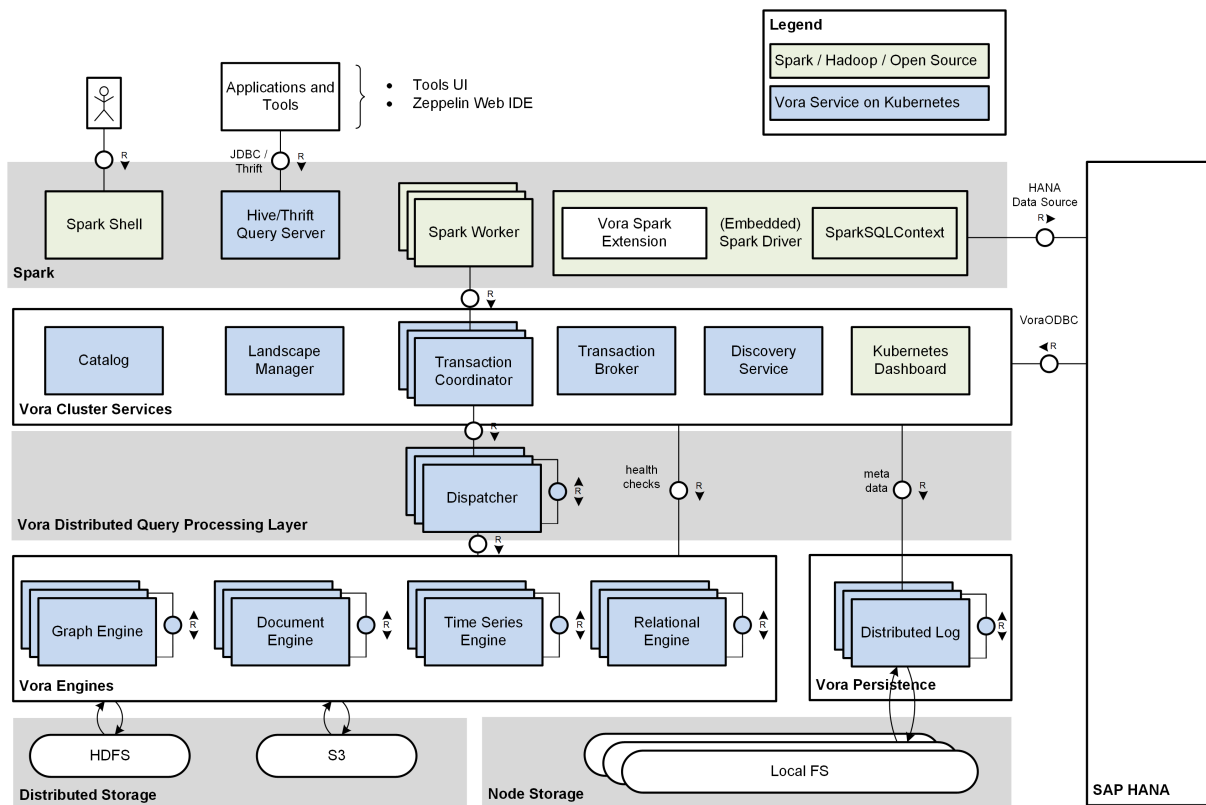 Legend
Spark / Hadoop / Open Source
Vora Service on Kubernetes
Applications and
Tools
• Tools UI
• Zeppelin Web IDE
R
JDBC /
Thrift
R
Spark Shell
Hive/Thrift
Query Server
Spark Worker
Vora Spark
Extension
(Embedded)
Spark Driver
SparkSQLContext
Spark
HANA
Data Source
R
R
VoraODBC
R
Catalog
Landscape
Manager
Transaction
Coordinator
Transaction
Broker
Discovery
Service
Kubernetes
Dashboard
Vora Cluster Services
R
Dispatcher
R
health
checks
R
meta
data
R
Vora Distributed Query Processing Layer
R
Graph Engine
R
Document
Engine
R
Time Series
Engine
R
Relational
Engine
R
Vora Engines
Distributed Log
R
Vora Persistence
HDFS
S3
Distributed Storage
Local FS
Node Storage
SAP HANA